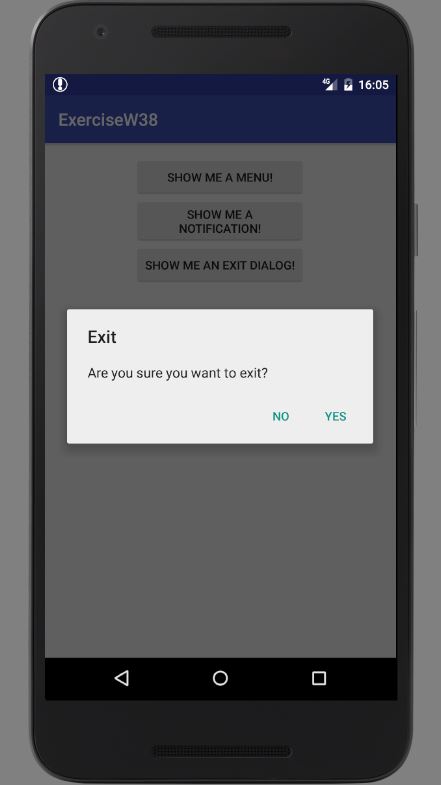 4G 16:05
ExerciseW38
SHOW ME A MENU!
SHOW ME A
NOTIFICATION!
SHOW ME AN EXIT DIALOG!
Exit
Are you sure you want to exit?
NO YES